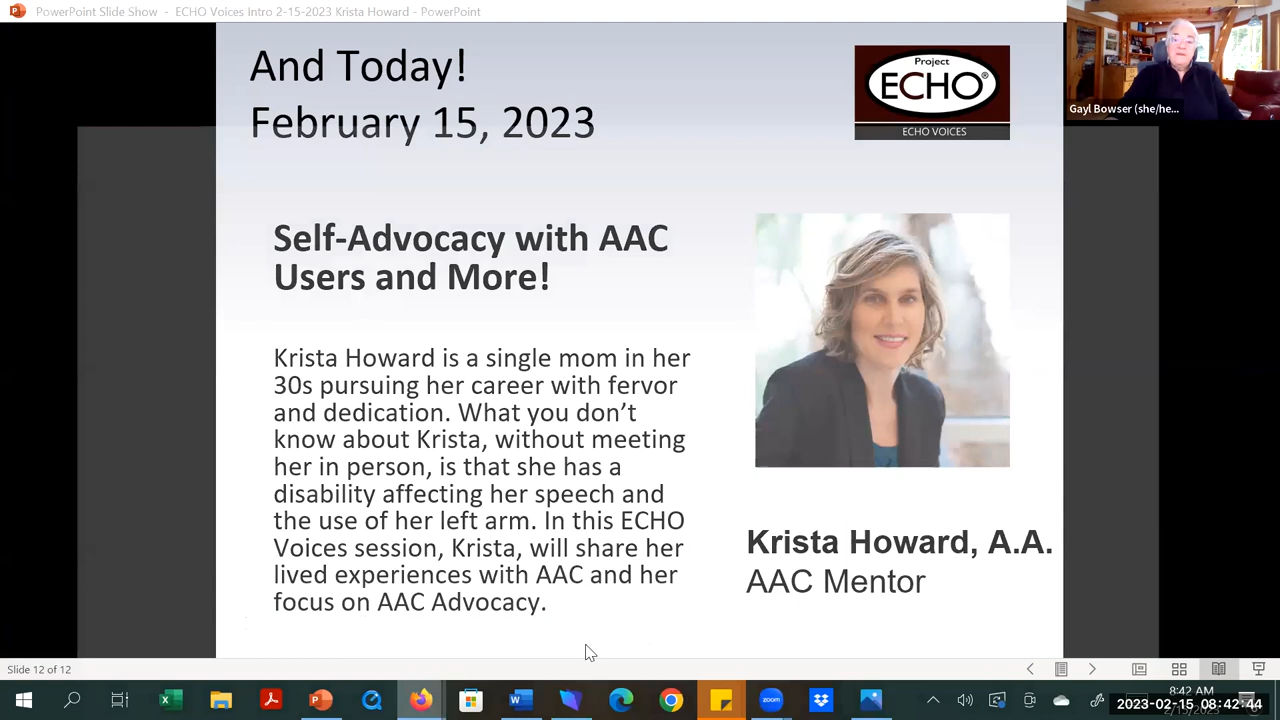 PowerPoint Slide Show - ECHO Voices Intro 2-15-2023 Krista Howard - PowerPoint
And Today!
February 15, 2023
Project
ECHO®
ECHO VOICES
Gayl Bowser (she/he...
Self-Advocacy with AAC
Users and More!
Krista Howard is a single mom in her
30s pursuing her career with fervor
and dedication. What you don't
know about Krista, without meeting
her in person, is that she has a
disability affecting her speech and
the use of her left arm. In this ECHO
Voices session, Krista, will share her
lived experiences with AAC and her
focus on AAC Advocacy.
Krista Howard, A.A.
AAC Mentor
Slide 12 of 12
zoom
8:42 AM
2023-02-15 08:42:44